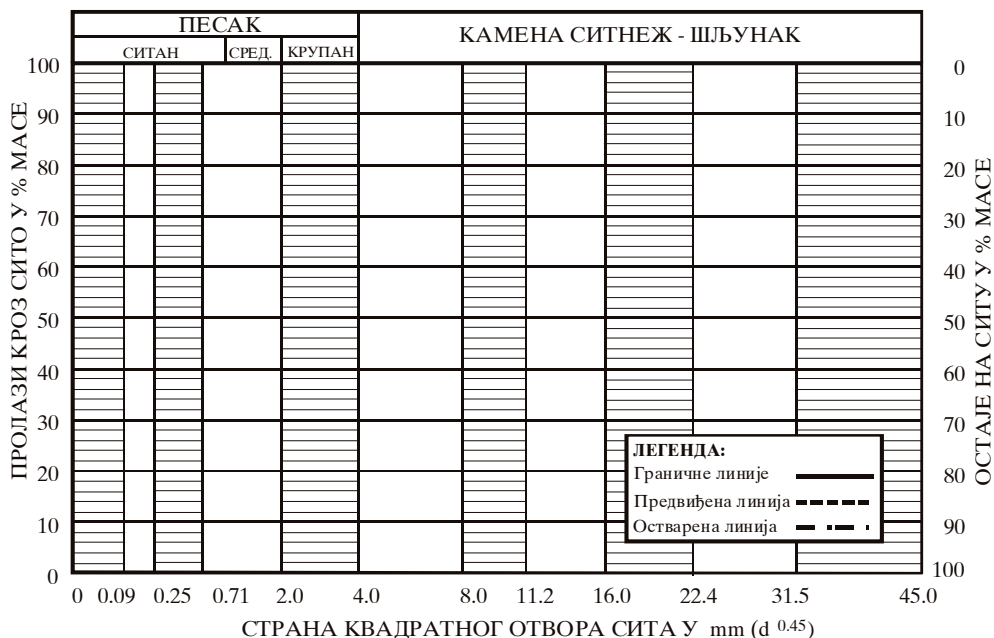 ПЕСАК
КАМЕНА СИТНЕЖ - ШЉУНАК
СИТАН СРЕД. КРУПАН
ПРОЛАЗИ КРОЗ СИТО У % МАСЕ
100
90
80
70
60
50
40
30
20
10
0
0
10
20
30
40
50
60
70
80
90
100
ОСТАЈЕ НА СИТУ У % МАСЕ
ЛЕГЕНДА:
Граничне линије
Предвиђена линија
Остварена линија
0 0.09 0.25 0.71 2.0 4.0 8.0 11.2 16.0 22.4 31.5 45.0
СТРАНА КВАДРАТНОГ ОТВОРА СИТА У mm (d 0.45)